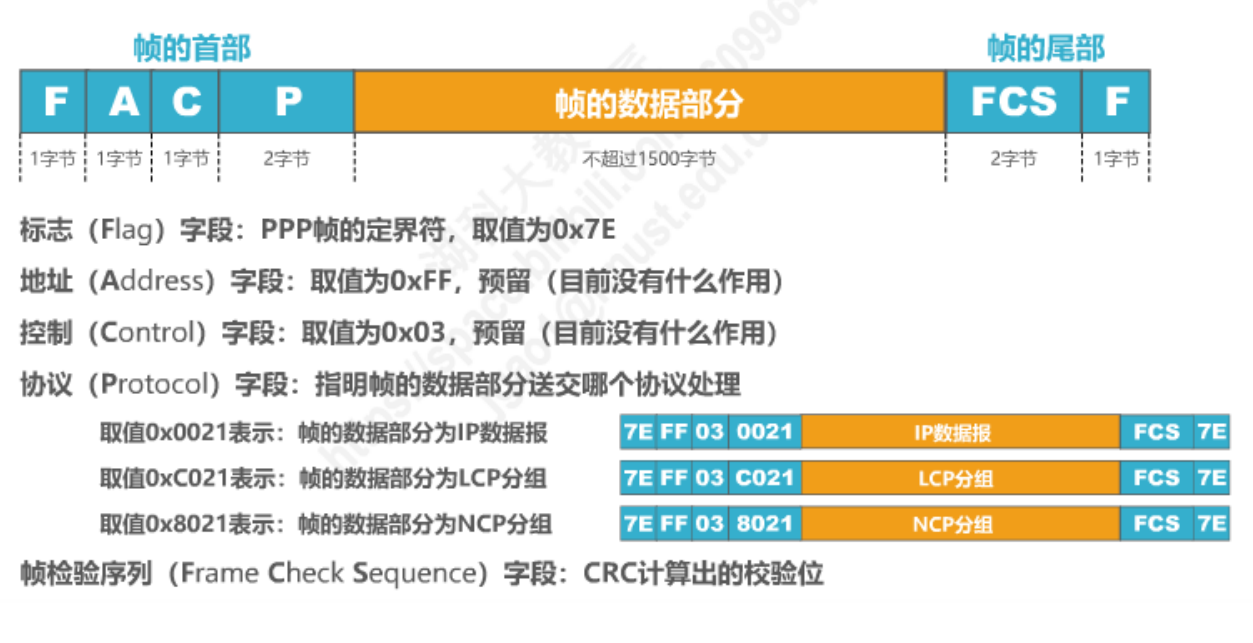 帧的首部 帧的尾部
F A C P 帧的数据部分 FCS F
1字节 1字节 1字节 2字节 不超过1500字节 2字节 1字节
标志（Flag）字段：PPP帧的定界符，取值为0x7E
地址（Address）字段：取值为0xFF，预留（目前没有什么作用）
控制（Control）字段：取值为0x03，预留（目前没有什么作用）
协议（Protocol）字段：指明帧的数据部分送交哪个协议处理
取值0x0021表示：帧的数据部分为IP数据报 7E FF 03 0021 IP数据报 FCS 7E
取值0xC021表示：帧的数据部分为LCP分组 7E FF 03 C021 LCP分组 FCS 7E
取值0x8021表示：帧的数据部分为NCP分组 7E FF 03 8021 NCP分组 FCS 7E
帧检验序列（Frame Check Sequence）字段：CRC计算出的校验位